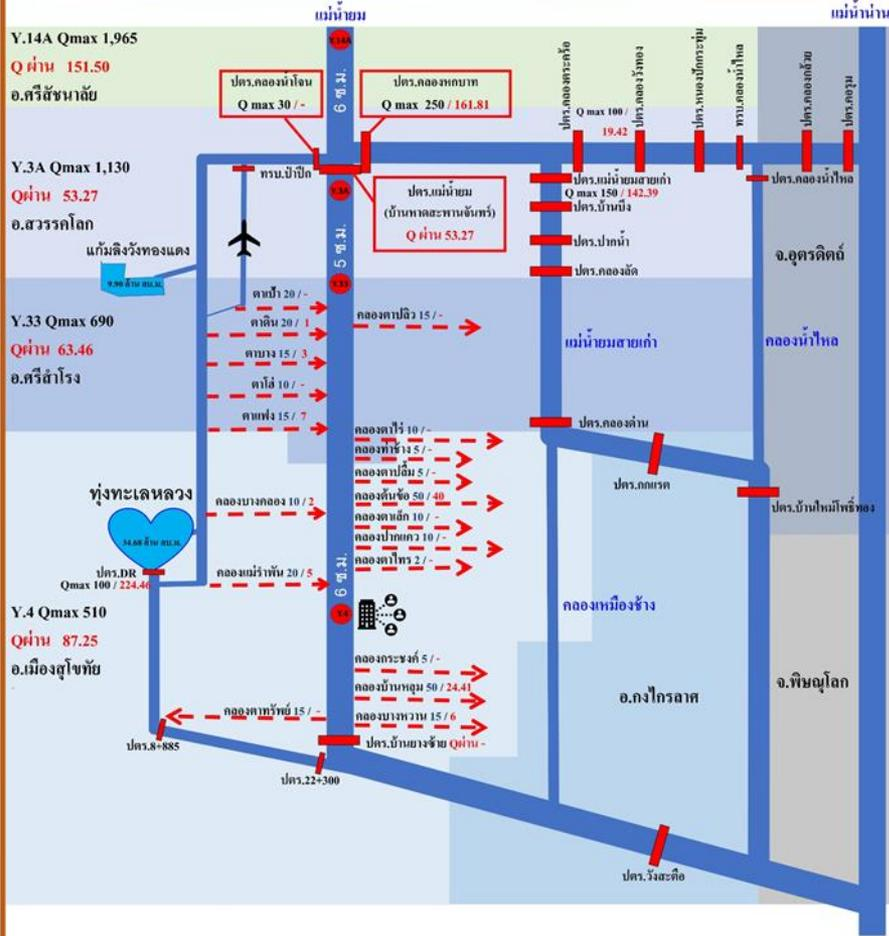 แม่น้ำยม
แม่น้ำน่าน
Y.14A Qmax 1,965
Q ผ่าน 151.50
อ.ศรีสัชนาลัย
Y.14A
6 ช.ม.
ปตร.คลองน้ำโจน
Q max 30 / -
ปตร.คลองหกบาท
Q max 250 / 161.81
ปตร.คลองตะคร้อ
Q max 100 /
19.42
ปตร.คลองวังทอง
ปตร.หนองปึกกระทุ่ม
ทรบ.คลองน้ำไหล
ปตร.คลองกล้วย
ปตร.คอรุม
Y.3A Qmax 1,130
Qผ่าน 53.27
อ.สวรรคโลก
ทรบ.ป่าปึก
Y.3A
ปตร.แม่น้ำยม
(บ้านหาดสะพานจันทร์)
Q ผ่าน 53.27
ปตร.แม่น้ำยมสายเก่า
Q max 150 / 142.39
ปตร.บ้านบึง
ปตร.ปากน้ำ
ปตร.คลองลัด
ปตร.คลองน้ำไหล
จ.อุตรดิตถ์
แก้มลิงวังทองแดง
9.90 ล้าน ลบ.ม.
5 ช.ม.
Y.33
Y.33 Qmax 690
Qผ่าน 63.46
อ.ศรีสำโรง
ตาเป้า 20 / -
ตาดิน 20 / 1
ตาบาง 15 / 3
ตาโส่ 10 / -
ตาแฟง 15 / 7
คลองตาปลิว 15 / -
แม่น้ำยมสายเก่า
คลองน้ำไหล
ปตร.คลองด่าน
คลองตาไร่ 10 / -
คลองท่าช้าง 5 / -
คลองตาปลื้ม 5 / -
คลองต้นข้อ 50 / 40
คลองตาเล็ก 10 / -
คลองปากแคว 10 / -
คลองตาไทร 2 / -
ปตร.กกแรต
ปตร.บ้านใหม่โพธิ์ทอง
ทุ่งทะเลหลวง
34.68 ล้าน ลบ.ม.
คลองบางคลอง 10 / 2
ปตร.DR
Qmax 100 / 224.46
คลองแม่รำพัน 20 / 5
6 ช.ม.
Y.4
Y.4 Qmax 510
Qผ่าน 87.25
อ.เมืองสุโขทัย
คลองเหมืองช้าง
คลองกระชงค์ 5 / -
คลองบ้านหลุม 50 / 24.41
คลองบางหวาน 15 / 6
คลองตาทรัพย์ 15 / -
ปตร.บ้านยางซ้าย Qผ่าน -
อ.กงไกรลาศ
จ.พิษณุโลก
ปตร.8+885
ปตร.22+300
ปตร.วังสะตือ